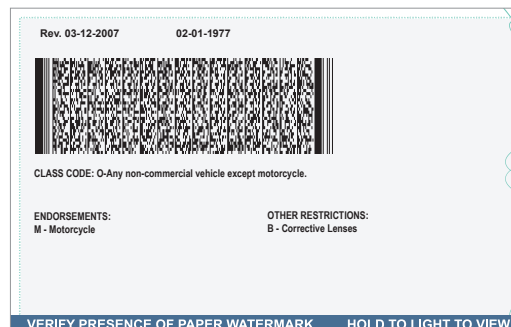 Rev. 03-12-2007 02-01-1977
CLASS CODE: O-Any non-commercial vehicle except motorcycle.
ENDORSEMENTS:
M - Motorcycle
OTHER RESTRICTIONS:
B - Corrective Lenses
VERIFY PRESENCE OF PAPER WATERMARK HOLD TO LIGHT TO VIEW